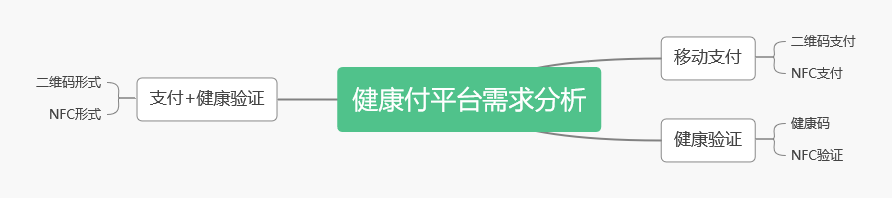 健康付平台需求分析
移动支付
二维码支付
NFC支付
健康验证
健康码
NFC验证
支付+健康验证
二维码形式
NFC形式